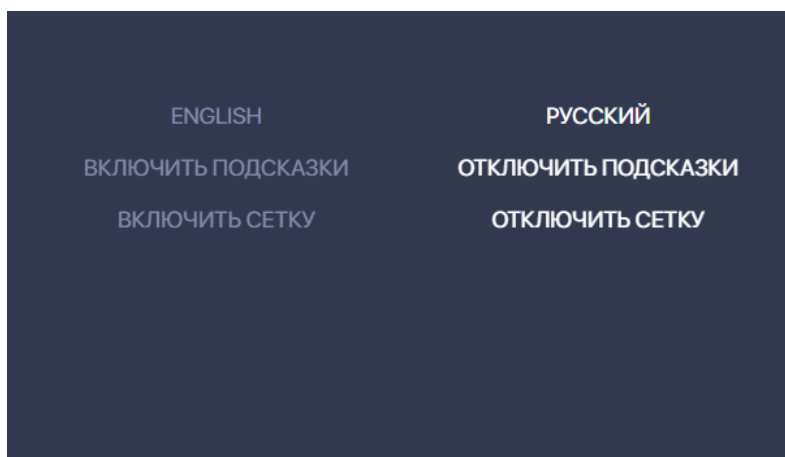 ENGLISH РУССКИЙ
ВКЛЮЧИТЬ ПОДСКАЗКИ ОТКЛЮЧИТЬ ПОДСКАЗКИ
ВКЛЮЧИТЬ СЕТКУ ОТКЛЮЧИТЬ СЕТКУ